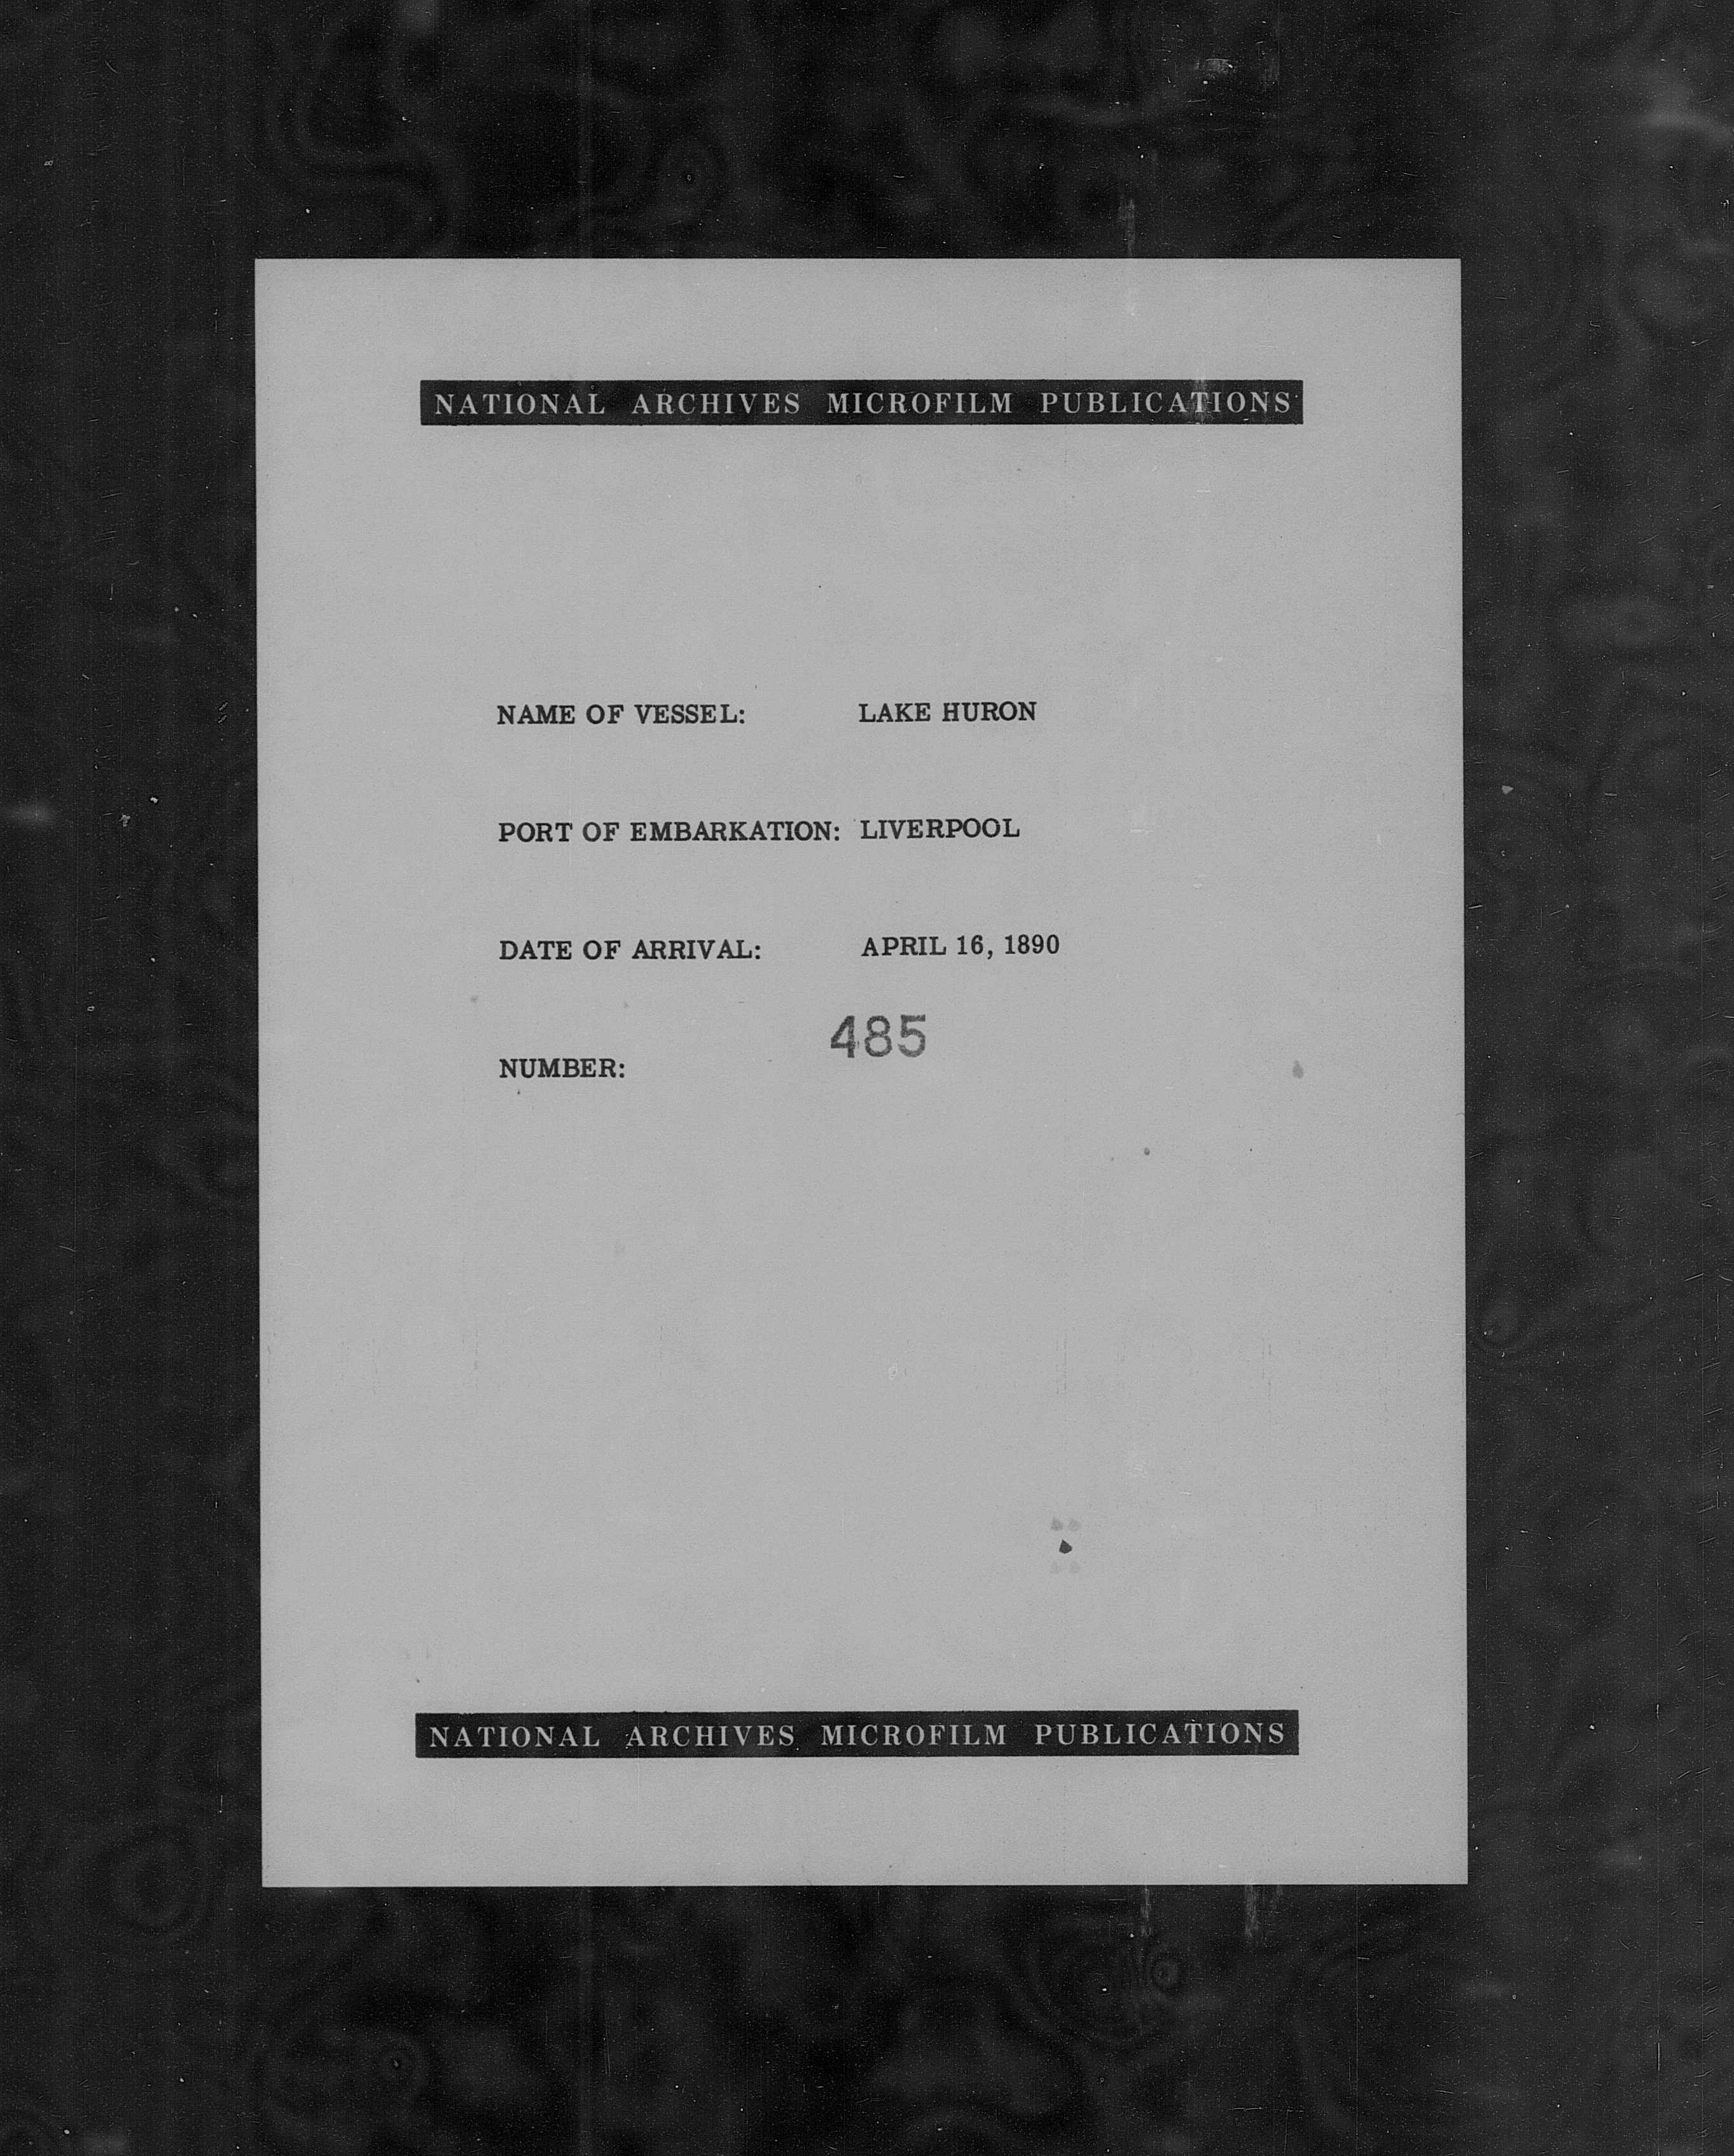 NATIONAL ARCHIVES MICROFILM PUBLICATIONS
NAME OF VESSEL: LAKE HURON
PORT OF EMBARKATION: LIVERPOOL
DATE OF ARRIVAL: APRIL 16, 1890
NUMBER: 485
NATIONAL ARCHIVES MICROFILM PUBLICATIONS